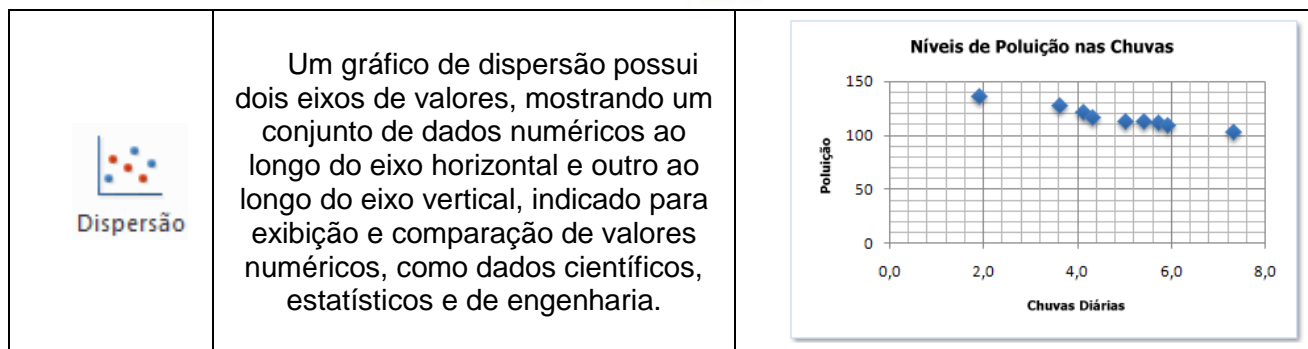 Dispersão
Um gráfico de dispersão possui
dois eixos de valores, mostrando um
conjunto de dados numéricos ao
longo do eixo horizontal e outro ao
longo do eixo vertical, indicado para
exibição e comparação de valores
numéricos, como dados científicos,
estatísticos e de engenharia.
Níveis de Poluição nas Chuvas
150
100
50
0
Poluição
0,0 2,0 4,0 6,0 8,0
Chuvas Diárias